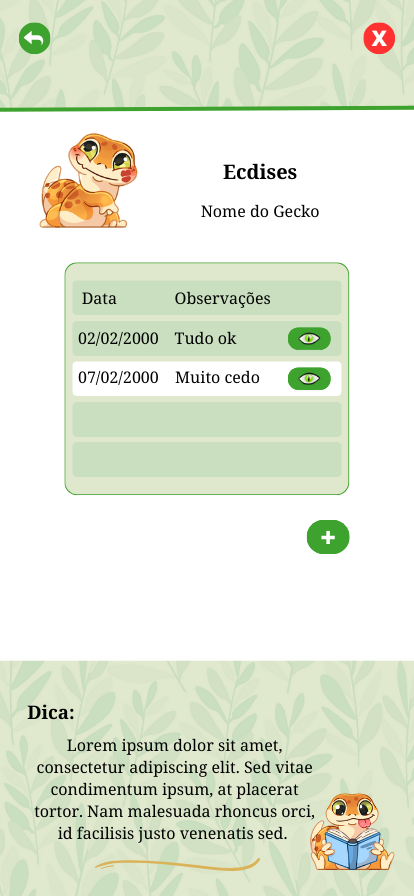 X
Ecdises
Nome do Gecko
Data Observações
02/02/2000 Tudo ok
07/02/2000 Muito cedo
+
Dica:
Lorem ipsum dolor sit amet,
consectetur adipiscing elit. Sed vitae
condimentum ipsum, at placerat
tortor. Nam malesuada rhoncus orci,
id facilisis justo venenatis sed.